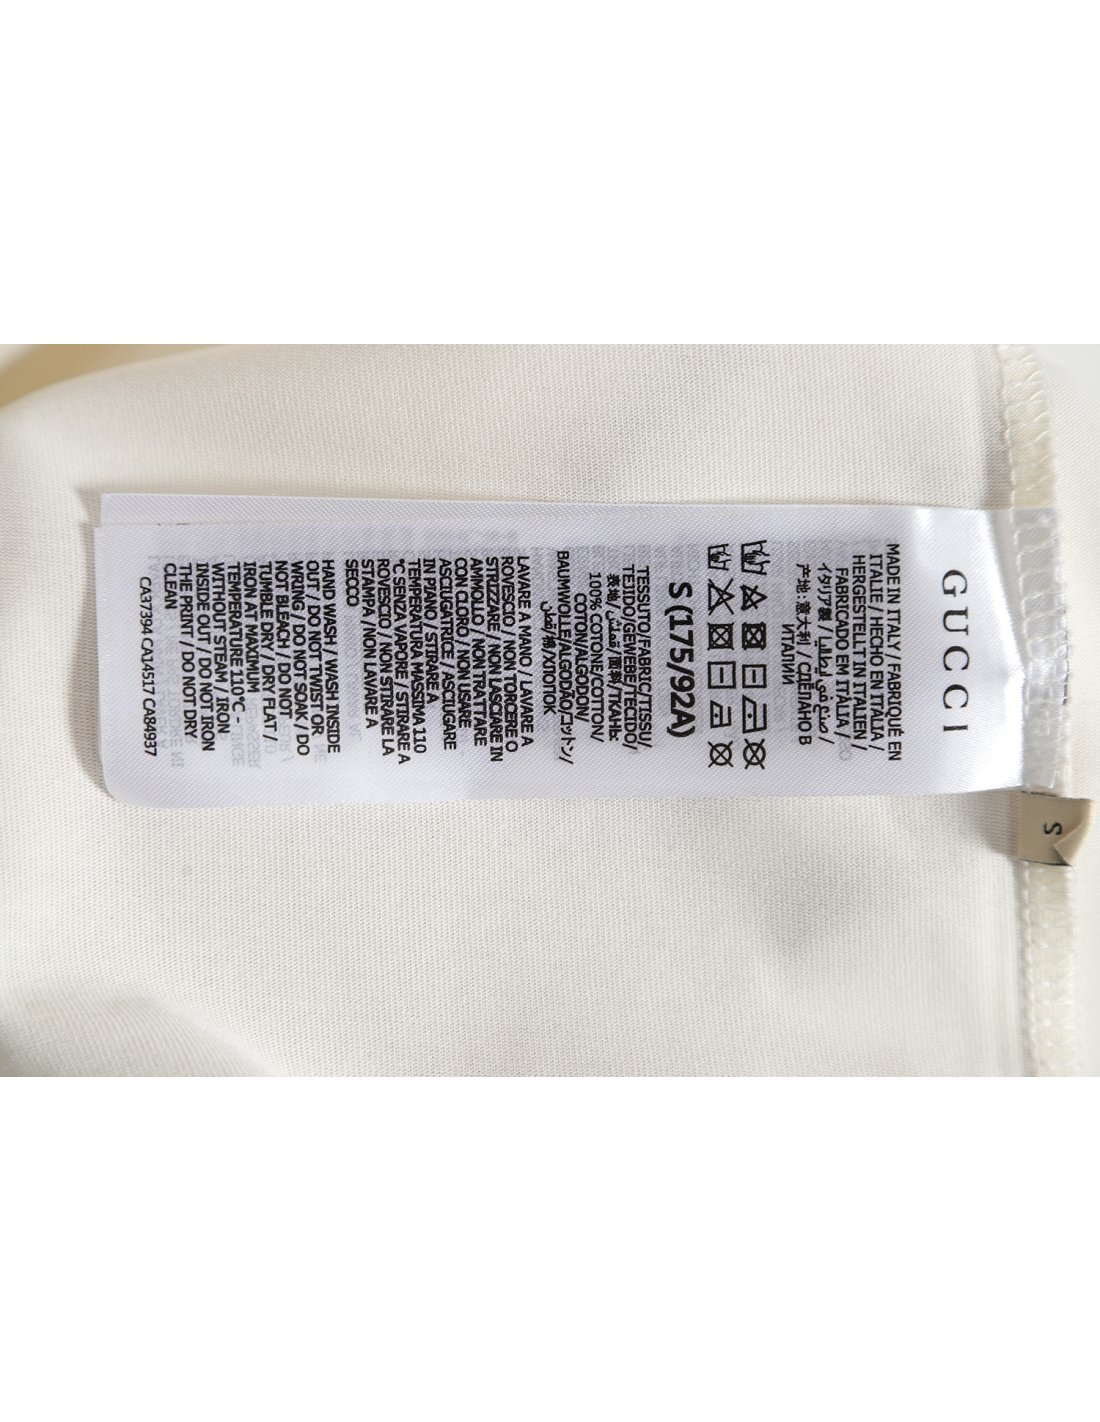 GUCCI
MADE IN ITALY / FABRIQUÉ EN
ITALIE / HECHO EN ITALIA /
HERGESTELLT IN ITALIEN /
FABRICADO EM ITÁLIA /
イタリア製 / صنع في إيطاليا /
产地 : 意大利 / СДЕЛАНО В
ИТАЛИИ
S (175/92A)
TESSUTO/FABRIC/TISSU/
TEJIDO/GEWEBE/TECIDO/
表地/ قماش /面料/ТКАНЬ:
100% COTONE/COTTON/
COTON/ALGODON/
BAUMWOLLE/ALGODÃO/コットン/
قطن/棉/ХЛОПОК
LAVARE A MANO / LAVARE A
ROVESCIO / NON TORCERE O
STRIZZARE / NON LASCIARE IN
AMMOLLO / NON TRATTARE
CON CLORO / NON USARE
ASCIUGATRICE / ASCIUGARE
IN PIANO / STIRARE A
TEMPERATURA MASSIMA 110
°C SENZA VAPORE / STIRARE A
ROVESCIO / NON STIRARE LA
STAMPA / NON LAVARE A
SECCO
HAND WASH / WASH INSIDE
OUT / DO NOT TWIST OR
WRING / DO NOT SOAK / DO
NOT BLEACH / DO NOT
TUMBLE DRY / DRY FLAT /
IRON AT MAXIMUM
TEMPERATURE 110°C -
WITHOUT STEAM / IRON
INSIDE OUT / DO NOT IRON
THE PRINT / DO NOT DRY
CLEAN
CA37394 CA14517 CA84937
S